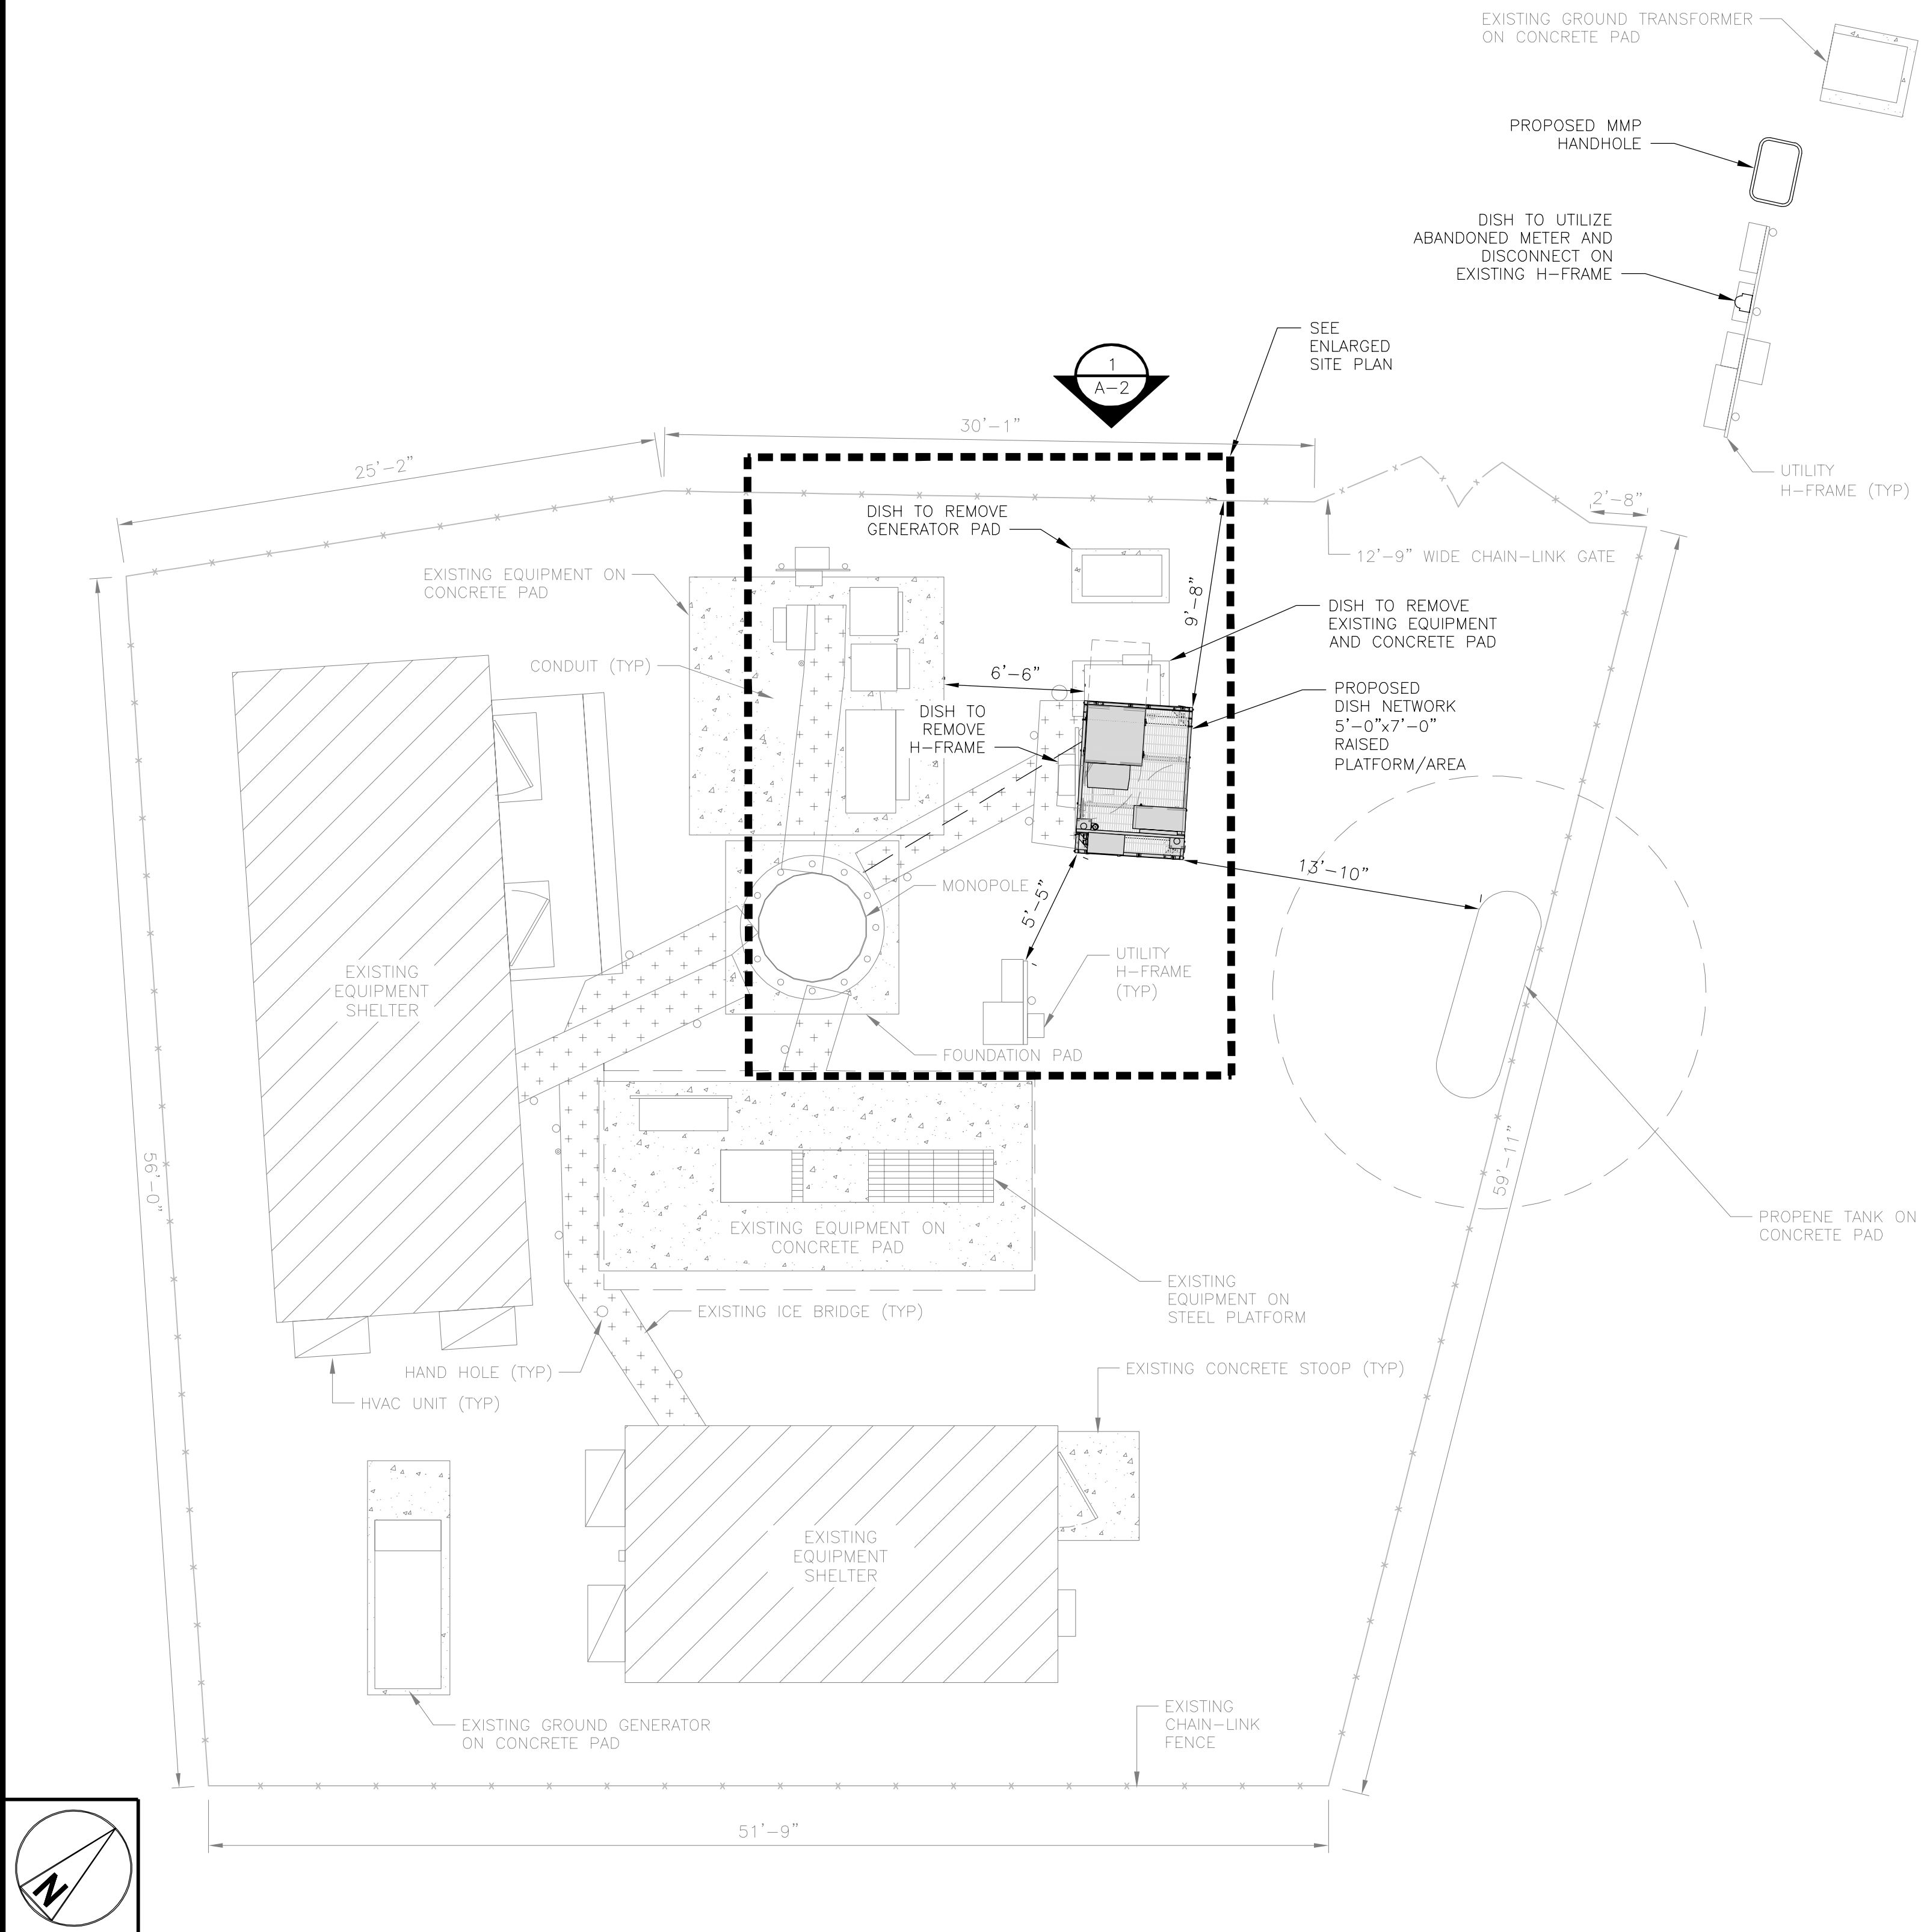 EXISTING GROUND TRANSFORMER
ON CONCRETE PAD
PROPOSED MMP
HANDHOLE
DISH TO UTILIZE
ABANDONED METER AND
DISCONNECT ON
EXISTING H-FRAME
SEE
ENLARGED
SITE PLAN
1
A-2
30'-1"
25'-2"
UTILITY
H-FRAME (TYP)
2'-8"
DISH TO REMOVE
GENERATOR PAD
12'-9" WIDE CHAIN-LINK GATE
EXISTING EQUIPMENT ON
CONCRETE PAD
9'-8"
DISH TO REMOVE
EXISTING EQUIPMENT
AND CONCRETE PAD
CONDUIT (TYP)
6'-6"
PROPOSED
DISH NETWORK
5'-0"x7'-0"
RAISED
PLATFORM/AREA
DISH TO
REMOVE
H-FRAME
13'-10"
MONOPOLE
5'-5"
UTILITY
H-FRAME
(TYP)
EXISTING
EQUIPMENT
SHELTER
FOUNDATION PAD
56'-0"
59'-11"
PROPENE TANK ON
CONCRETE PAD
EXISTING EQUIPMENT ON
CONCRETE PAD
EXISTING
EQUIPMENT ON
STEEL PLATFORM
EXISTING ICE BRIDGE (TYP)
HAND HOLE (TYP)
EXISTING CONCRETE STOOP (TYP)
HVAC UNIT (TYP)
EXISTING
EQUIPMENT
SHELTER
EXISTING GROUND GENERATOR
ON CONCRETE PAD
EXISTING
CHAIN-LINK
FENCE
51'-9"
N